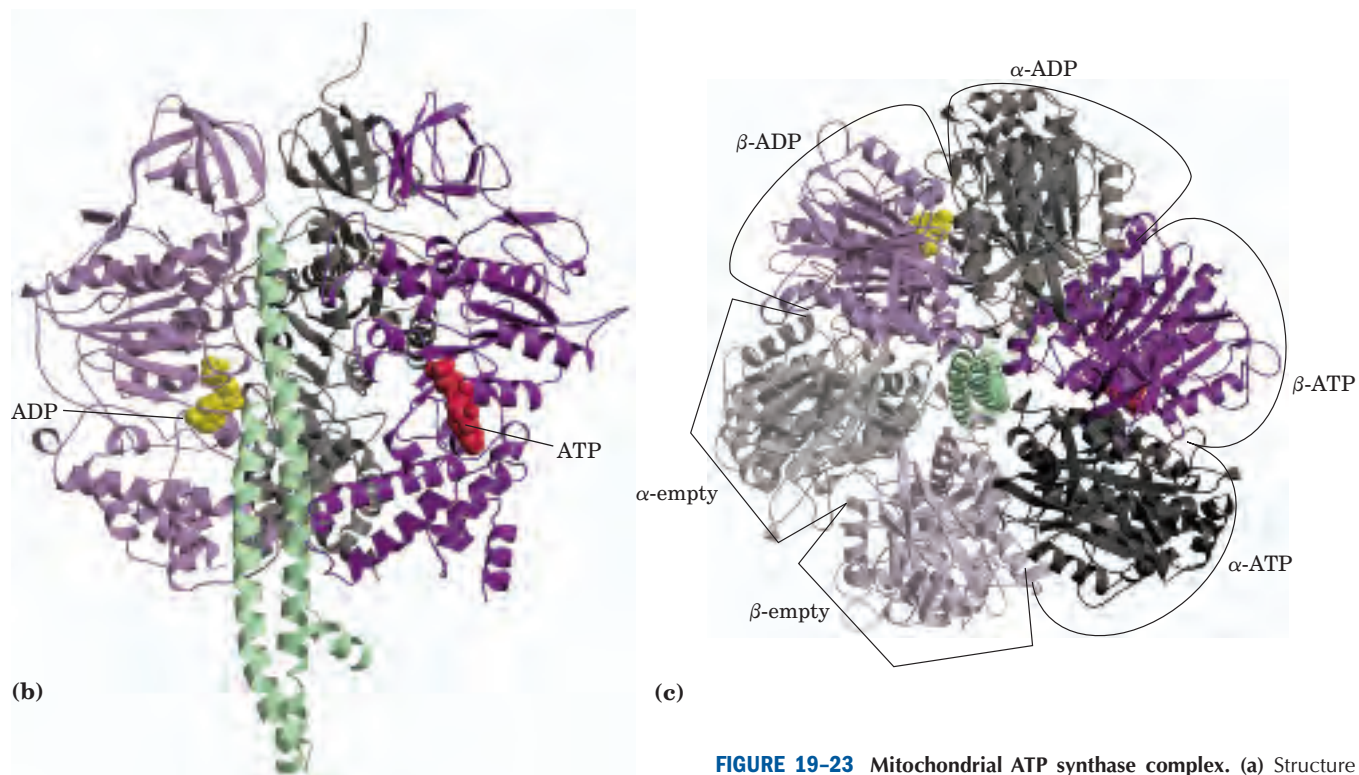 ADP
ATP
(b)
α-ADP
β-ADP
β-ATP
α-empty
α-ATP
β-empty
(c)
FIGURE 19–23 Mitochondrial ATP synthase complex. (a) Structure